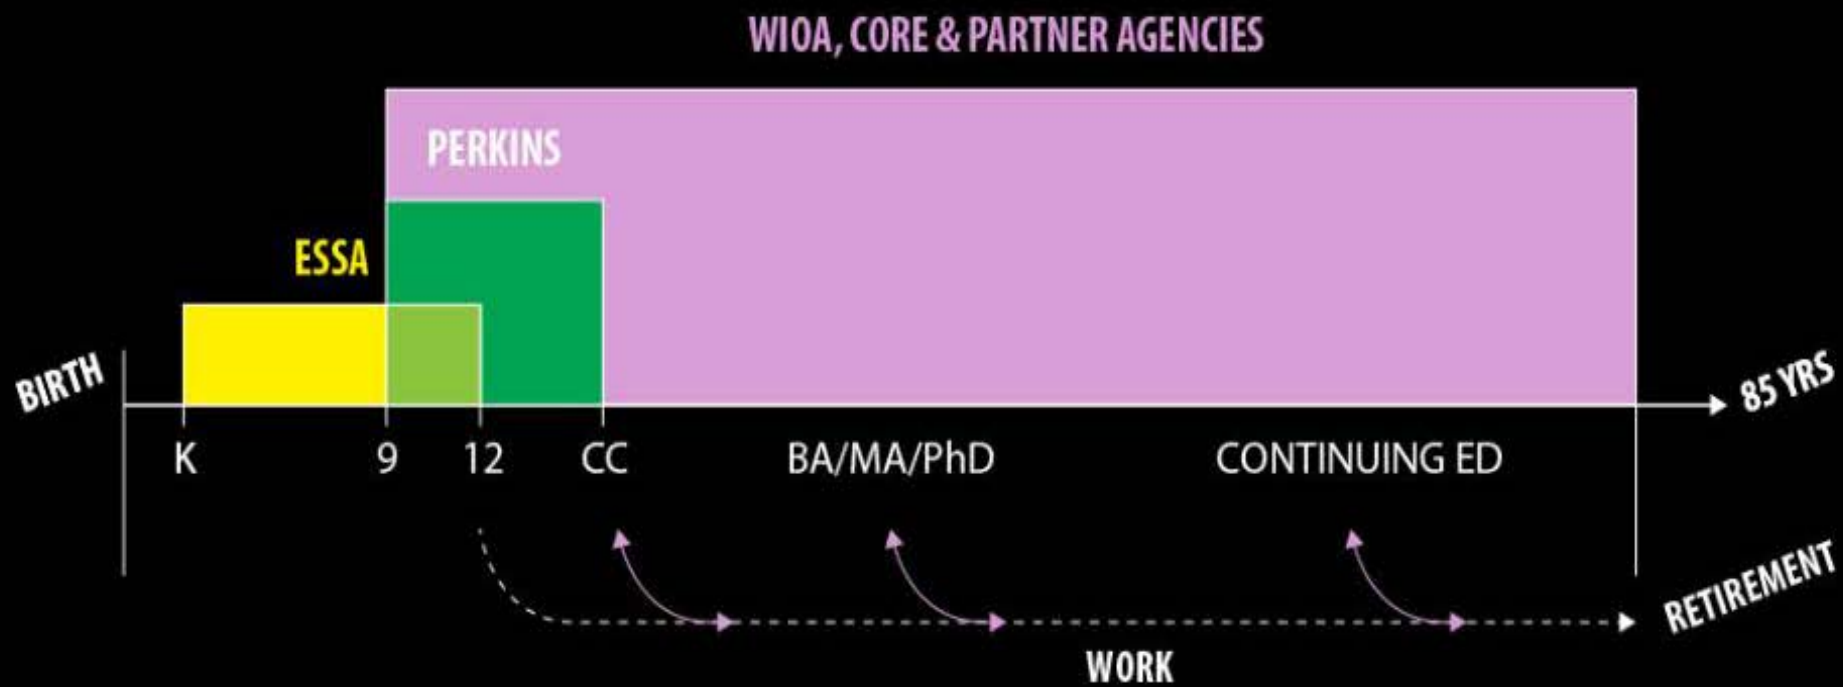 WIOA, CORE & PARTNER AGENCIES
PERKINS
ESSA
BIRTH
85 YRS
K
9
12
CC
BA/MA/PhD
CONTINUING ED
RETIREMENT
WORK